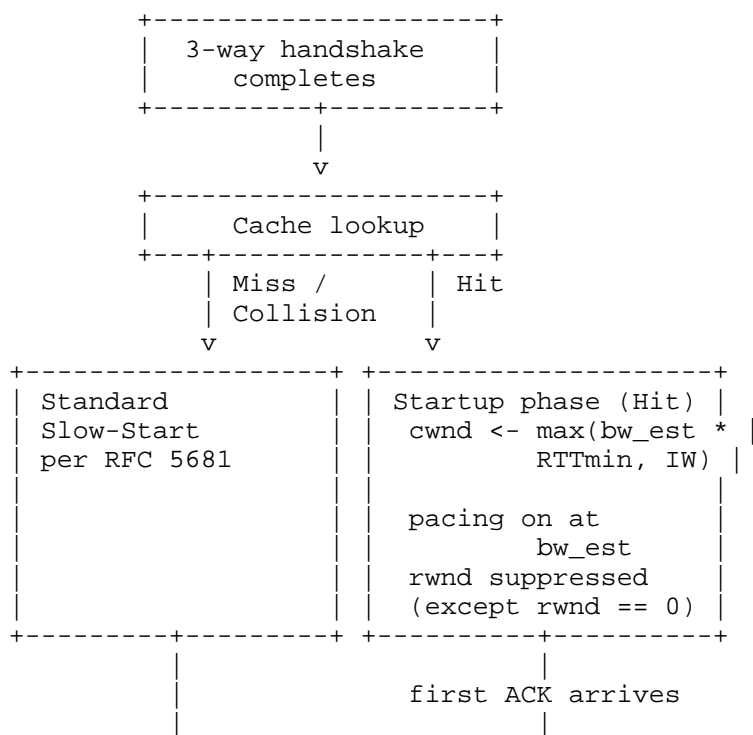 3-way handshake
completes
v
Cache lookup
Miss / Hit
Collision
v v
Standard Startup phase (Hit)
Slow-Start cwnd <- max(bw_est *
per RFC 5681 RTTmin, IW)
pacing on at
bw_est
rwnd suppressed
(except rwnd == 0)
first ACK arrives